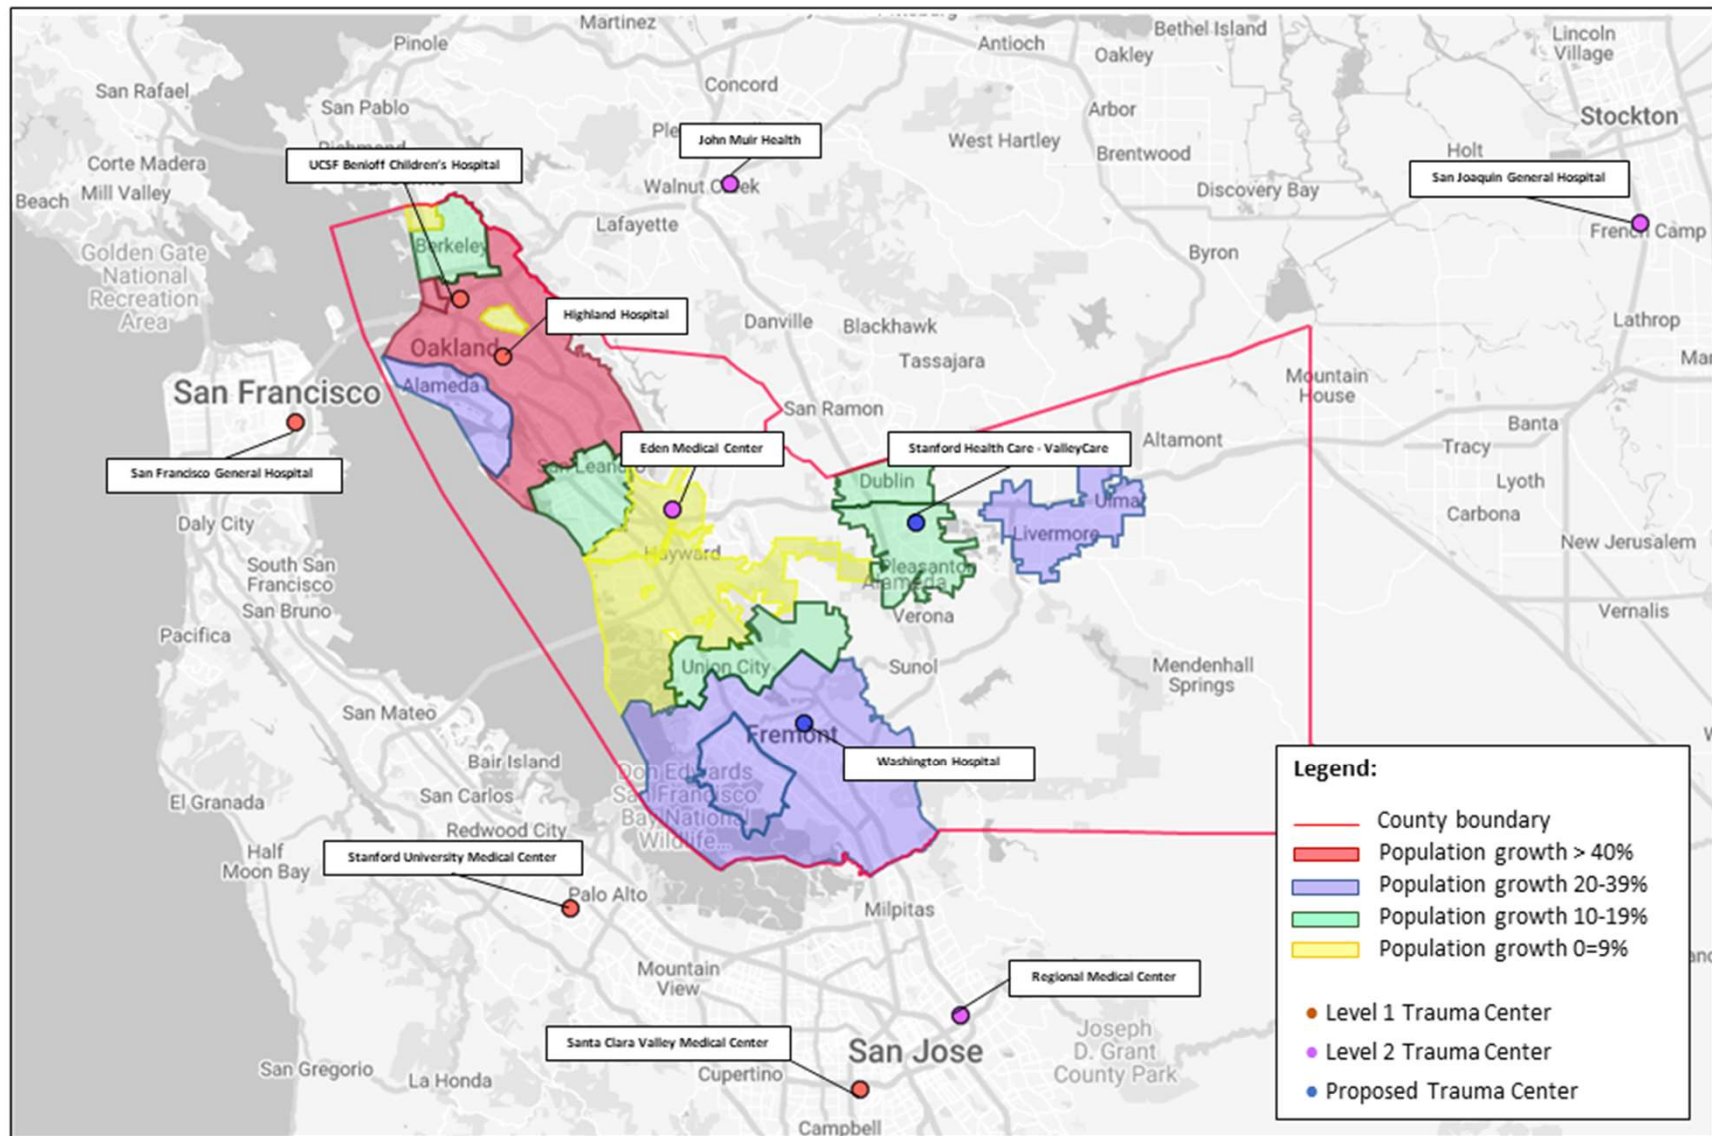 Martinez
Pinole
Antioch
Bethel Island
Oakley
Lincoln
Village
San Rafael
Concord
San Pablo
Arbor
Stockton
John Muir Health
West Hartley
Brentwood
Holt
Corte Madera
UCSF Benioff Children's Hospital
Mill Valley
Walnut Creek
Discovery Bay
San Joaquin General Hospital
Beach
Lafayette
French Camp
Berkeley
Byron
Golden Gate
National
Recreation
Area
Highland Hospital
Danville
Blackhawk
Lathrop
Oakland
Tassajara
Alameda
Mountain
House
San Francisco
San Ramon
Banta
Eden Medical Center
Stanford Health Care - ValleyCare
Altamont
Tracy
San Francisco General Hospital
San Leandro
Dublin
Lyoth
Ulmar
Daly City
Carbona
Livermore
Hayward
New Jerusalem
South San
Francisco
Pleasanton
Alameda
San Bruno
Verona
Vernalis
Pacifica
Union City
Sunol
Mendenhall
Springs
San Mateo
Fremont
Bair Island
Don Edwards
San Francisco
Bay National
Wildlife...
Washington Hospital
San Carlos
El Granada
Redwood City
Half
Moon Bay
Stanford University Medical Center
Palo Alto
Milpitas
Mountain
View
Regional Medical Center
Santa Clara Valley Medical Center
San Jose
Joseph
D. Grant
County Park
San Gregorio
La Honda
Cupertino
Campbell
Legend:
County boundary
Population growth > 40%
Population growth 20-39%
Population growth 10-19%
Population growth 0=9%
Level 1 Trauma Center
Level 2 Trauma Center
Proposed Trauma Center